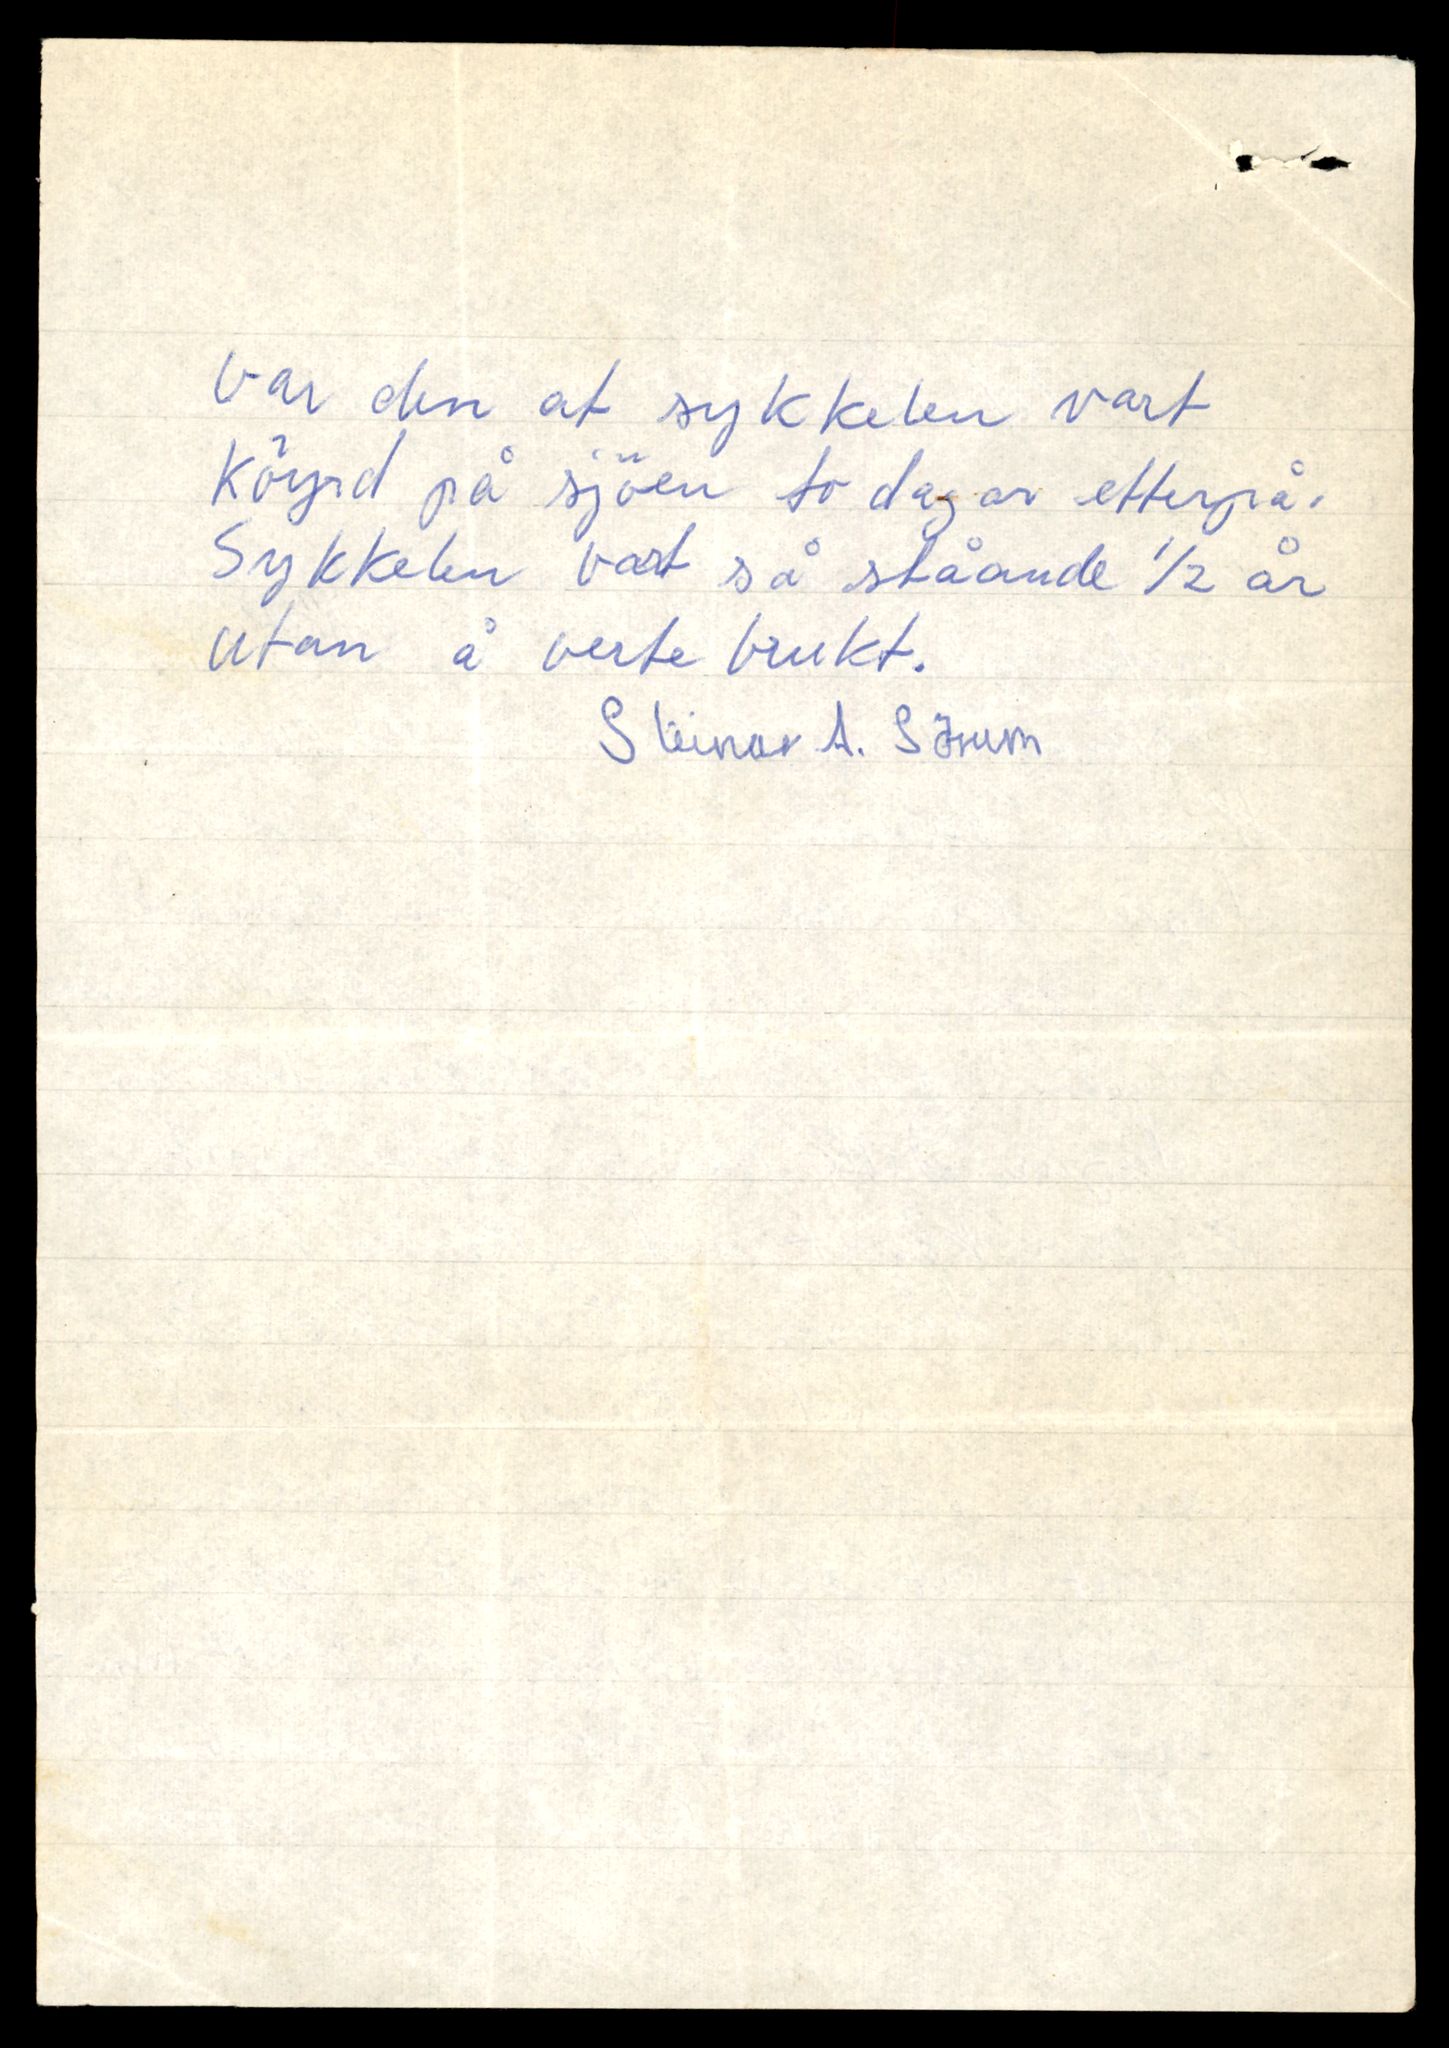 var den at sykkelen vart
köyrd på sjöen to dagar etterpå.
Sykkelen vart så ståande 1/2 år
utan å verte brukt.
Steinar A. Sörum